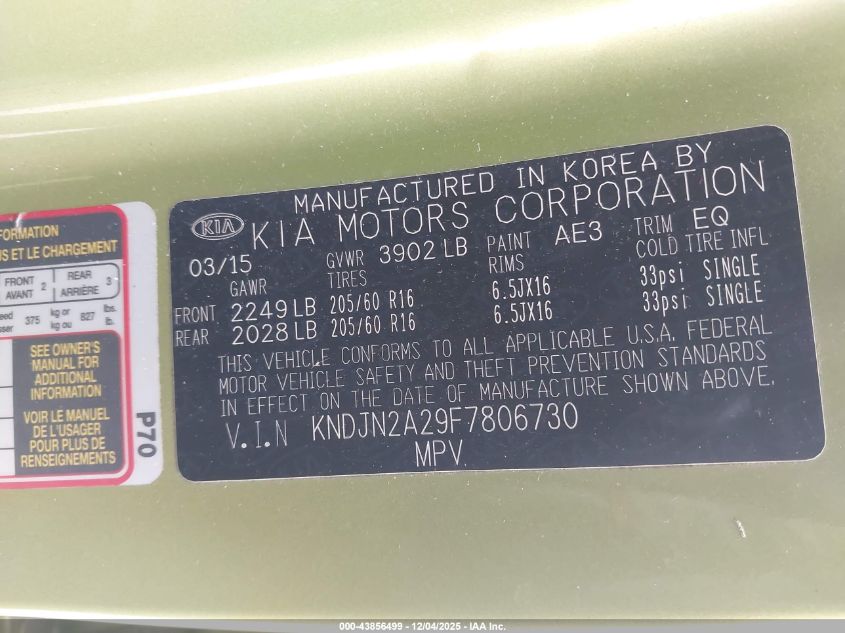 FORMATION
US ET LE CHARGEMENT
FRONT AVANT 2 REAR ARRIÈRE 3
375 kg or kg ou 827 lbs. lb.
SEE OWNER'S
MANUAL FOR
ADDITIONAL
INFORMATION
VOIR LE MANUEL
DE L'USAGER
POUR PLUS DE
RENSEIGNEMENTS
P70
MANUFACTURED IN KOREA BY
KIA KIA MOTORS CORPORATION
03/15 GVWR 3902 LB PAINT AE3 TRIM EQ
GAWR TIRES RIMS COLD TIRE INFL
FRONT 2249 LB 205/60 R16 6.5JX16 33psi SINGLE
REAR 2028 LB 205/60 R16 6.5JX16 33psi SINGLE
THIS VEHICLE CONFORMS TO ALL APPLICABLE U.S.A. FEDERAL
MOTOR VEHICLE SAFETY AND THEFT PREVENTION STANDARDS
IN EFFECT ON THE DATE OF MANUFACTURE SHOWN ABOVE.
V.I.N KNDJN2A29F7806730
MPV
000-43856499 - 12/04/2025 - IAA Inc.